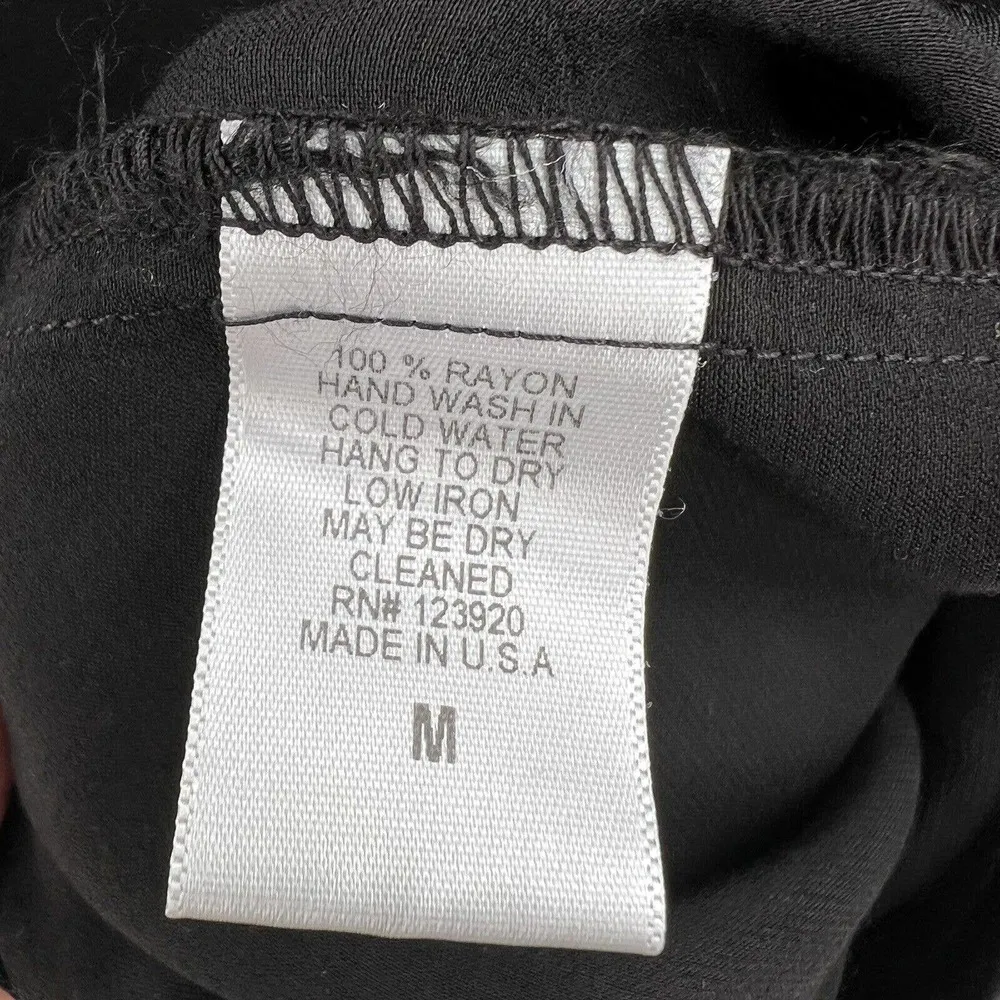 100 % RAYON
HAND WASH IN
COLD WATER
HANG TO DRY
LOW IRON
MAY BE DRY
CLEANED
RN# 123920
MADE IN U.S.A
M